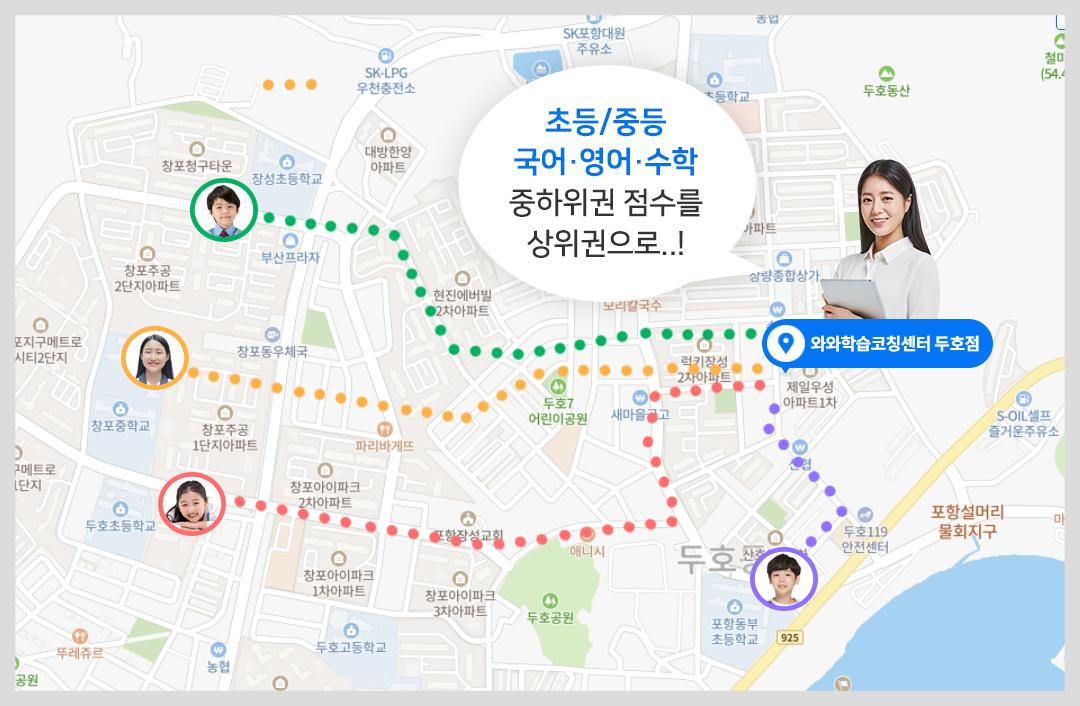 농협
SK포항대원
주유소
철미
(54.4
SK-LPG
우천충전소
초등학교
두호동산
초등/중등
국어·영어·수학
중하위권 점수를
상위권으로..!
대방한양
아파트
창포청구타운
장성초등학교
아파트
부산프라자
창포주공
2단지아파트
현진에버빌
2차아파트
장량종합상가
보리칼국수
포지구메트로
시티2단지
창포동우체국
와와학습코칭센터 두호점
럭키장성
2차아파트
제일우성
아파트1차
두호7
어린이공원
새마을금고
S-OIL셀프
즐거운주유소
창포중학교
창포주공
1단지아파트
파리바게뜨
신협
구메트로
1단지
창포아이파크
2차아파트
두호초등학교
포항장성교회
애니시
두호119
안전센터
포항설머리
물회지구
마
두호동
산호
창포아이파크
1차아파트
창포아이파크
3차아파트
두호공원
포항동부
초등학교
925
뚜레쥬르
농협
두호고등학교
공원